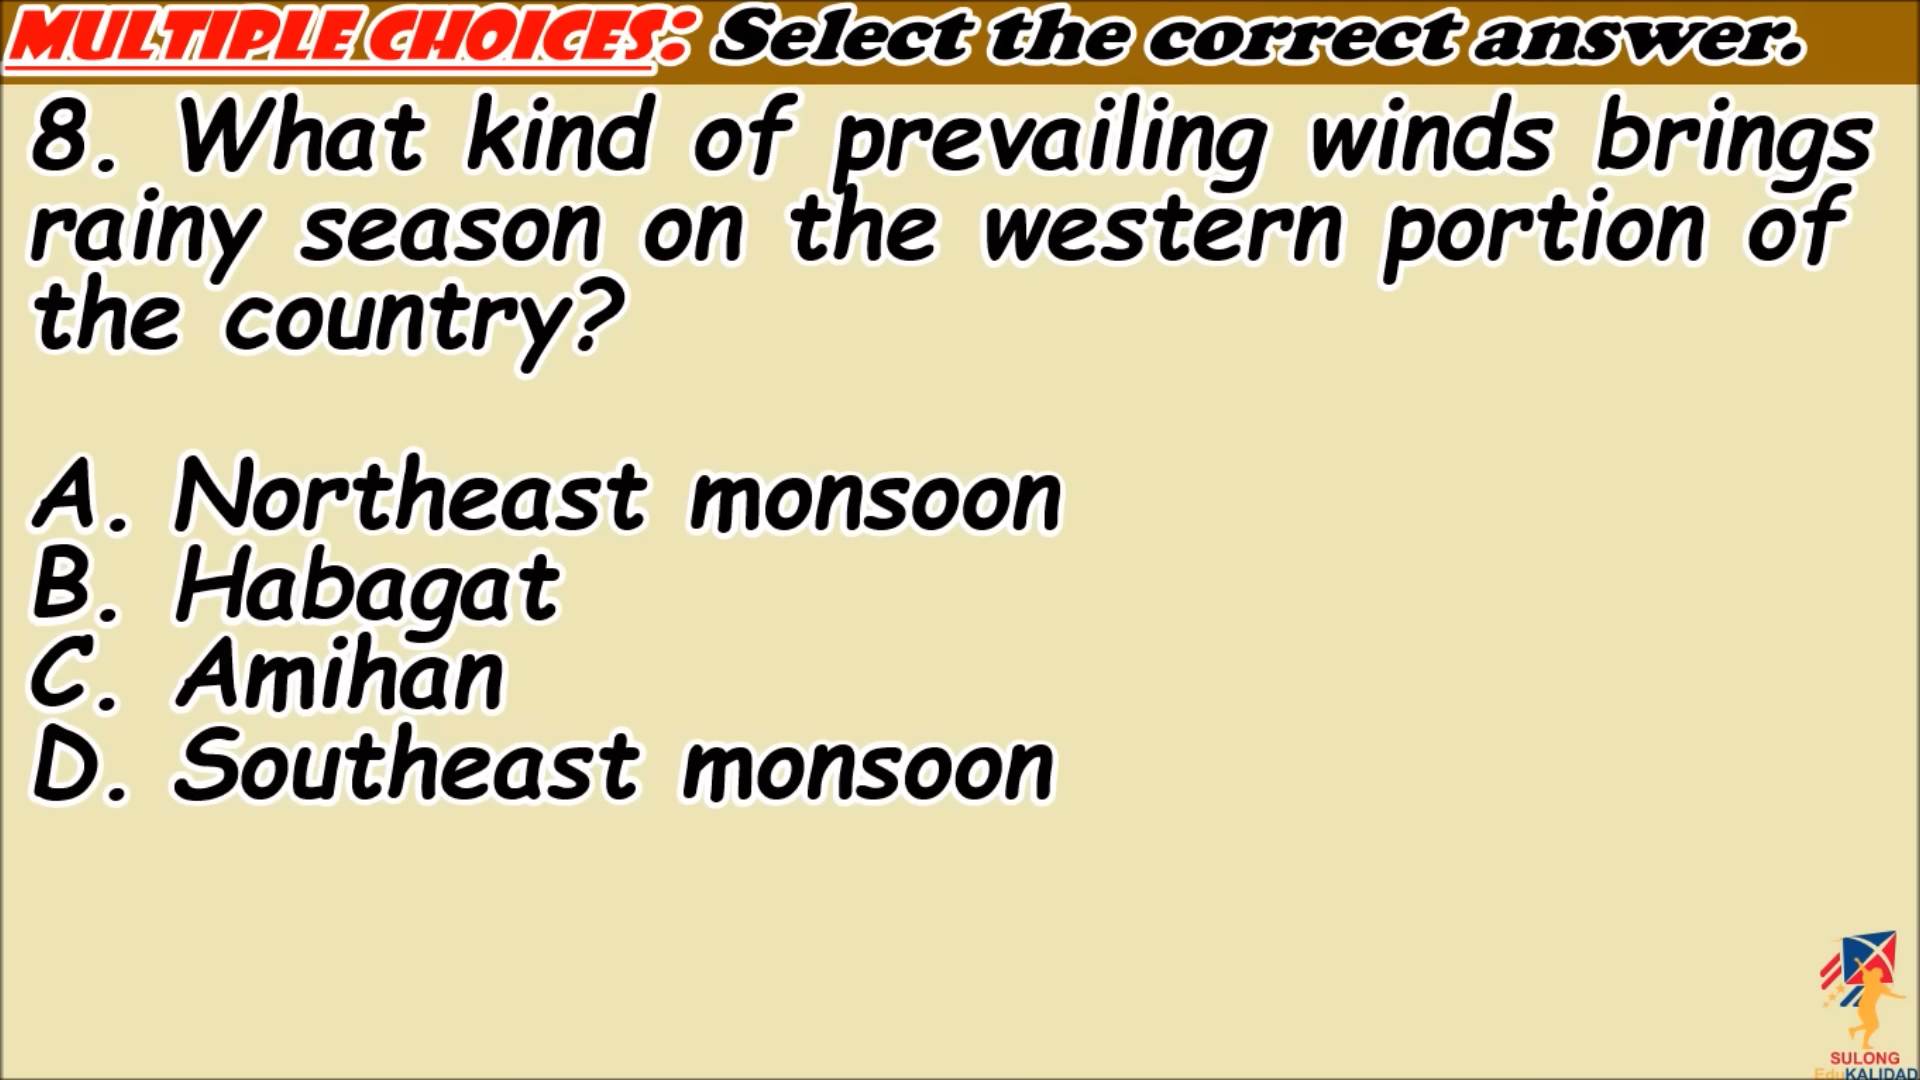 MULTIPLE CHOICES: Select the correct answer.
8. What kind of prevailing winds brings
rainy season on the western portion of
the country?
A. Northeast monsoon
B. Habagat
C. Amihan
D. Southeast monsoon
SULONG
EduKALIDAD